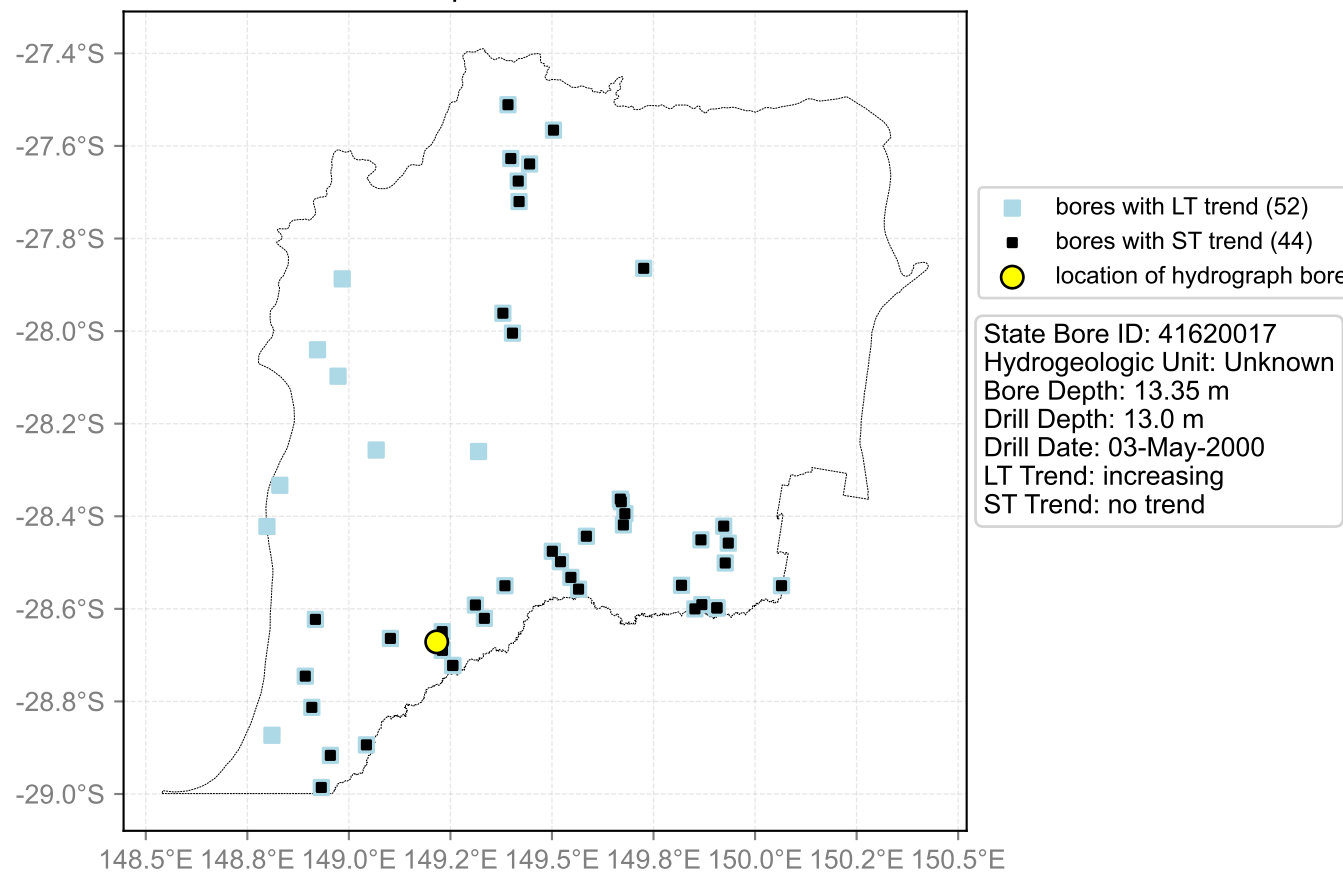 -27.4°S
-27.6°S
-27.8°S
-28.0°S
-28.2°S
-28.4°S
-28.6°S
-28.8°S
-29.0°S
148.5°E 148.8°E 149.0°E 149.2°E 149.5°E 149.8°E 150.0°E 150.2°E 150.5°E
bores with LT trend (52)
bores with ST trend (44)
location of hydrograph bore
State Bore ID: 41620017
Hydrogeologic Unit: Unknown
Bore Depth: 13.35 m
Drill Depth: 13.0 m
Drill Date: 03-May-2000
LT Trend: increasing
ST Trend: no trend